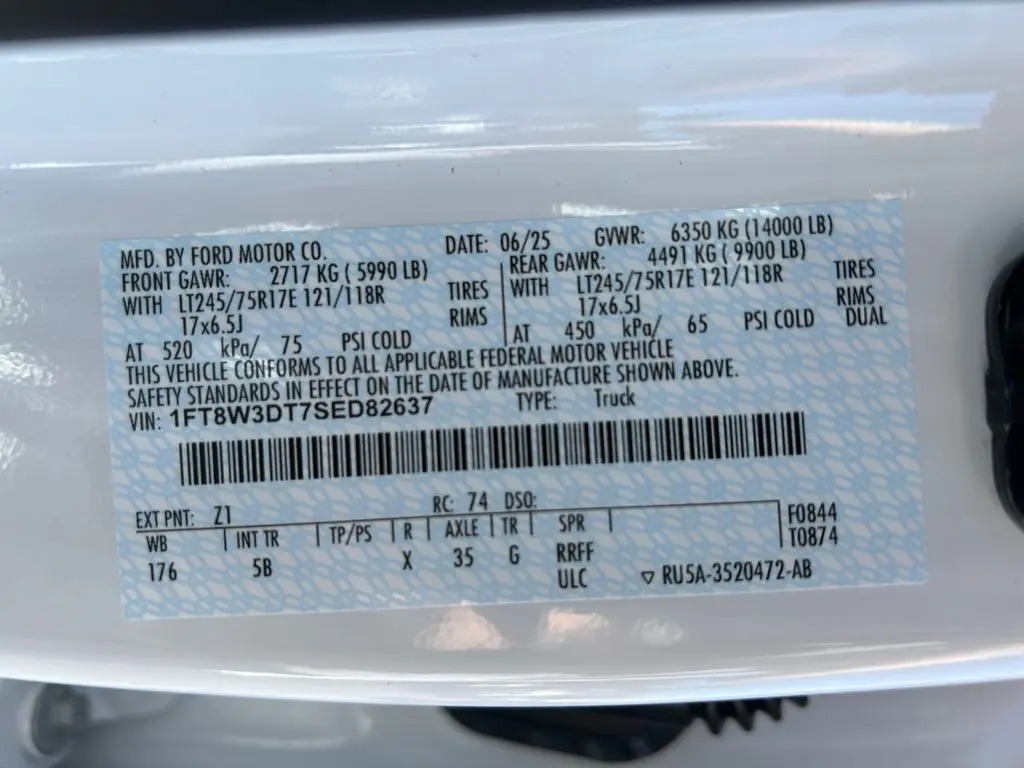 MFD. BY FORD MOTOR CO. DATE: 06/25 GVWR: 6350 KG (14000 LB)
FRONT GAWR: 2717 KG ( 5990 LB) REAR GAWR: 4491 KG ( 9900 LB)
WITH LT245/75R17E 121/118R TIRES WITH LT245/75R17E 121/118R TIRES
17x6.5J RIMS 17x6.5J RIMS
AT 520 kPa/ 75 PSI COLD AT 450 kPa/ 65 PSI COLD DUAL
THIS VEHICLE CONFORMS TO ALL APPLICABLE FEDERAL MOTOR VEHICLE
SAFETY STANDARDS IN EFFECT ON THE DATE OF MANUFACTURE SHOWN ABOVE.
VIN: 1FT8W3DT7SED82637 TYPE: Truck
EXT PNT: Z1 RC: 74 DSO: F0844
WB INT TR TP/PS R AXLE TR SPR T0874
176 5B X 35 G RRFF
ULC ▽ RU5A-3520472-AB